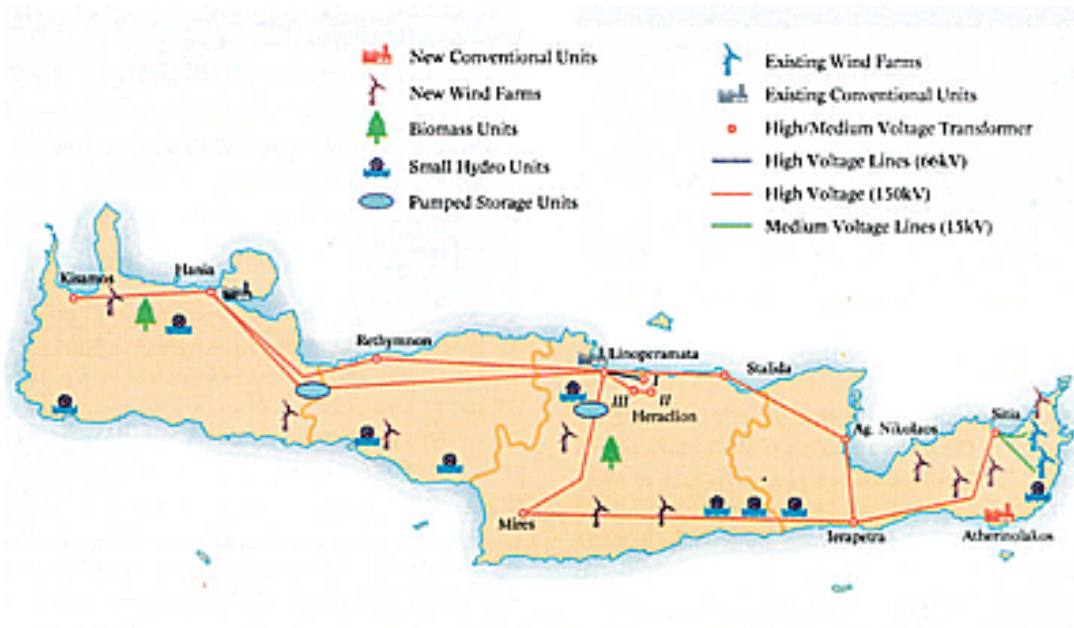 New Conventional Units
New Wind Farms
Biomass Units
Small Hydro Units
Pumped Storage Units
Existing Wind Farms
Existing Conventional Units
High/Medium Voltage Transformer
High Voltage Lines (66kV)
High Voltage (150kV)
Medium Voltage Lines (15kV)
Kisamos
Hania
Rethymnon
Linoperamata
I
III
II
Heraclion
Stalida
Ag. Nikolaos
Sitia
Mires
Ierapetra
Atherinolakos